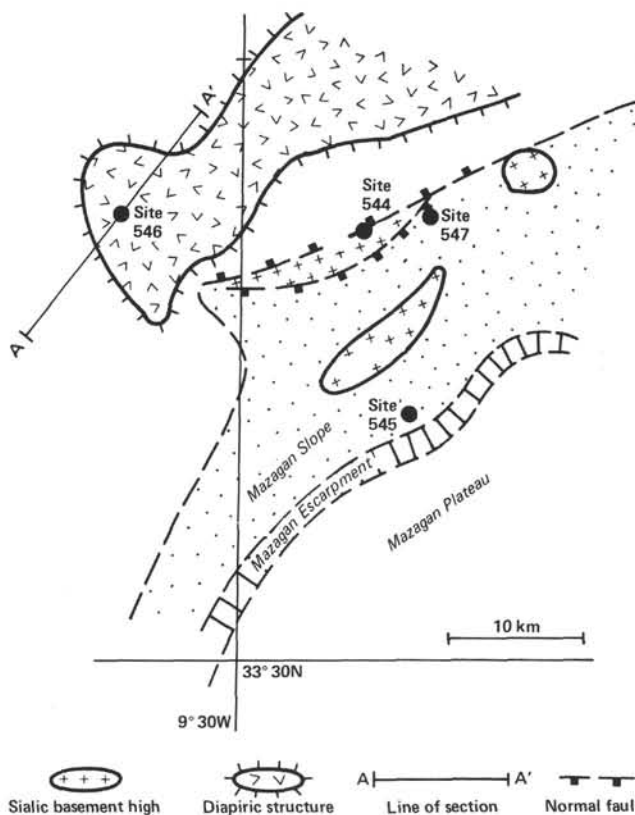 A'
Site
546
Site
544
Site
547
A
Site
545
Mazagan Slope
Mazagan Escarpment
Mazagan Plateau
10 km
33° 30N
9° 30W
A A'
Sialic basement high Diapiric structure Line of section Normal faul